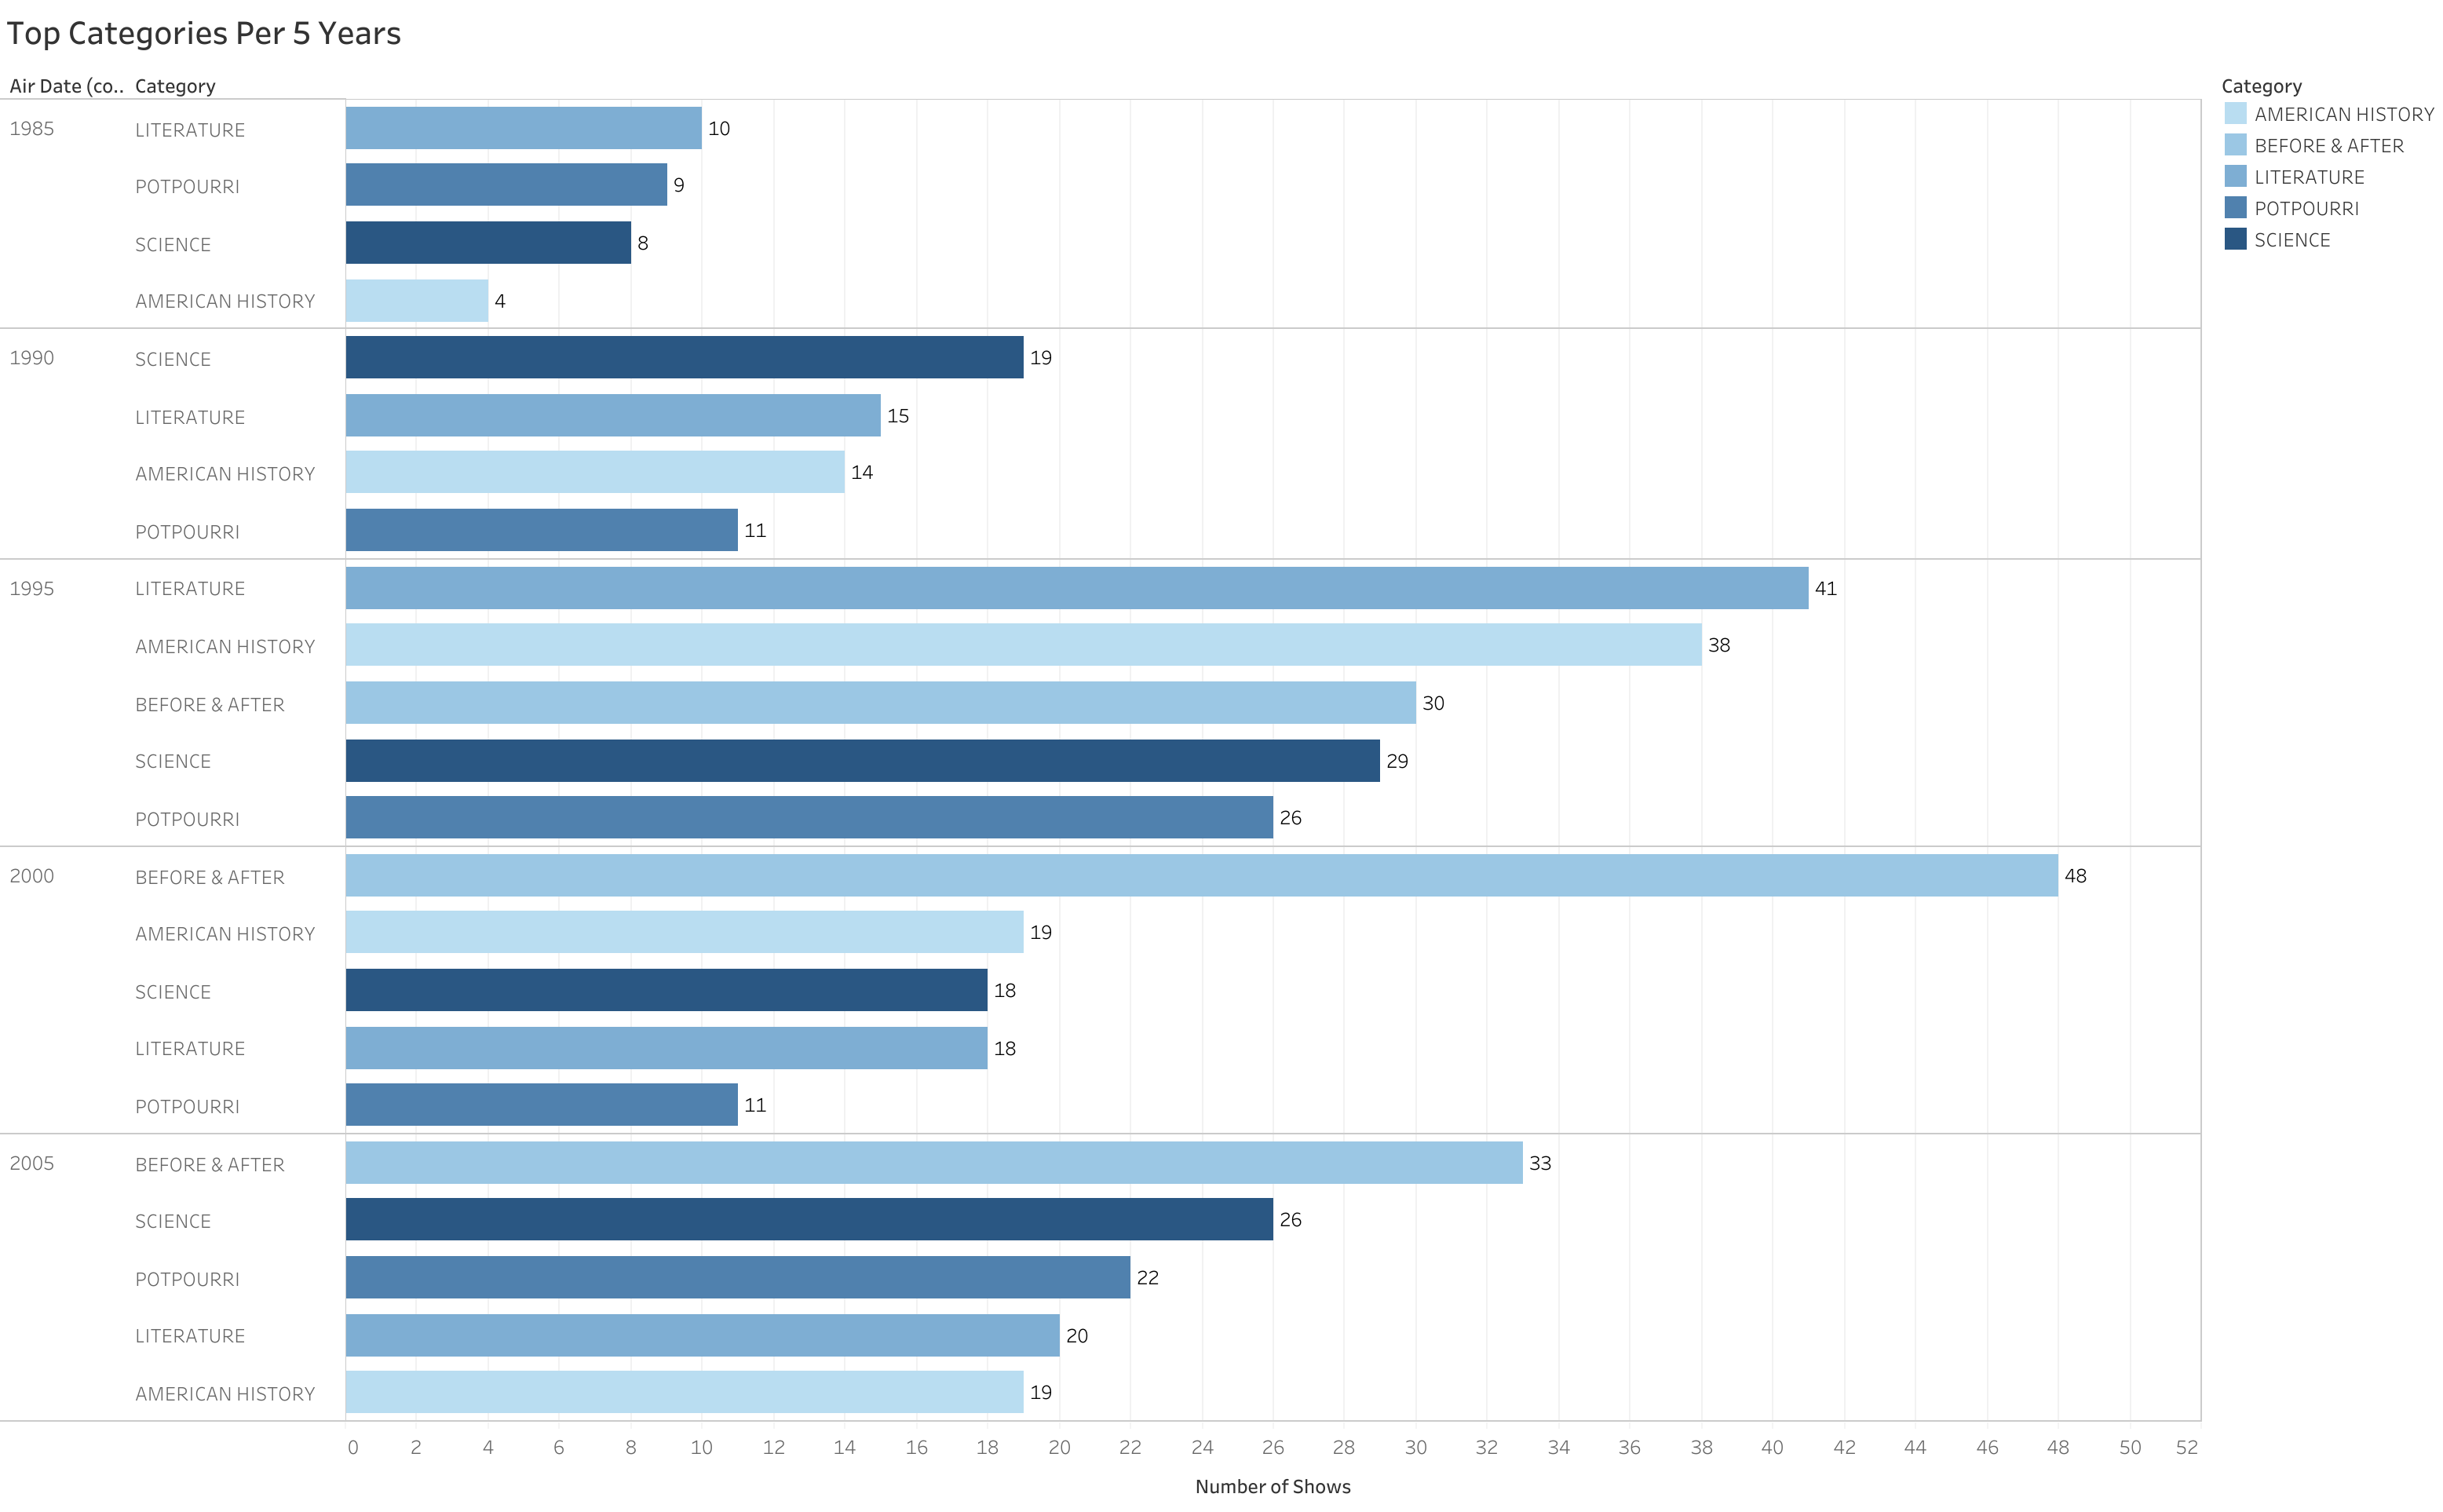 Top Categories Per 5 Years
Air Date (co.. Category
Category
AMERICAN HISTORY
BEFORE & AFTER
LITERATURE
POTPOURRI
SCIENCE
1985 LITERATURE 10
POTPOURRI 9
SCIENCE 8
AMERICAN HISTORY 4
1990 SCIENCE 19
LITERATURE 15
AMERICAN HISTORY 14
POTPOURRI 11
1995 LITERATURE 41
AMERICAN HISTORY 38
BEFORE & AFTER 30
SCIENCE 29
POTPOURRI 26
2000 BEFORE & AFTER 48
AMERICAN HISTORY 19
SCIENCE 18
LITERATURE 18
POTPOURRI 11
2005 BEFORE & AFTER 33
SCIENCE 26
POTPOURRI 22
LITERATURE 20
AMERICAN HISTORY 19
0 2 4 6 8 10 12 14 16 18 20 22 24 26 28 30 32 34 36 38 40 42 44 46 48 50 52
Number of Shows